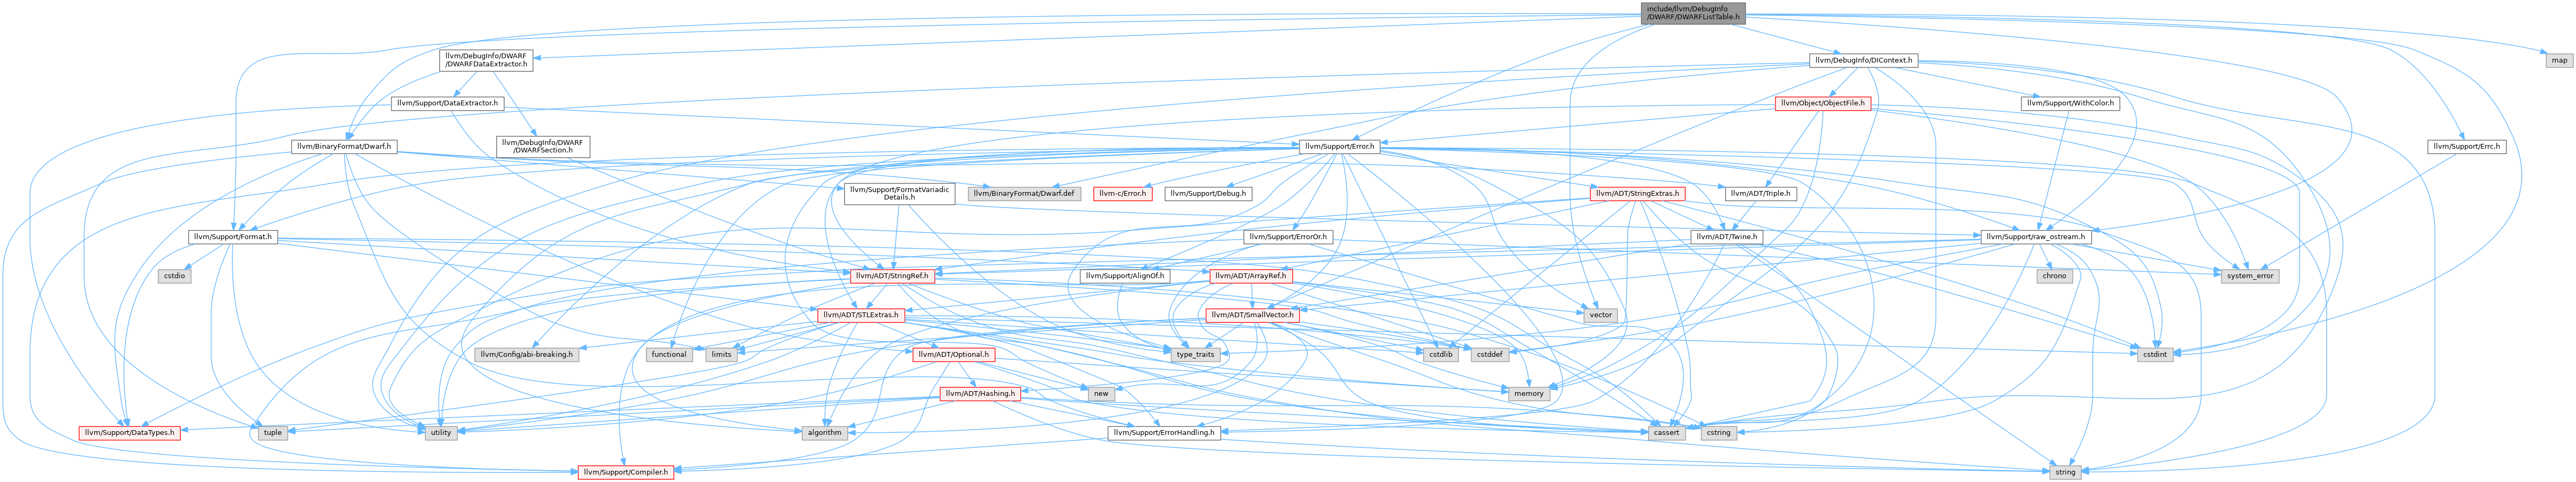 include/llvm/DebugInfo
/DWARF/DWARFListTable.h
llvm/DebugInfo/DWARF
/DWARFDataExtractor.h
llvm/DebugInfo/DIContext.h
map
llvm/Support/DataExtractor.h
llvm/Object/ObjectFile.h
llvm/Support/WithColor.h
llvm/BinaryFormat/Dwarf.h
llvm/DebugInfo/DWARF
/DWARFSection.h
llvm/Support/Error.h
llvm/Support/Errc.h
llvm/Support/FormatVariadic
Details.h
llvm/BinaryFormat/Dwarf.def
llvm-c/Error.h
llvm/Support/Debug.h
llvm/ADT/StringExtras.h
llvm/ADT/Triple.h
llvm/Support/Format.h
llvm/Support/ErrorOr.h
llvm/ADT/Twine.h
llvm/Support/raw_ostream.h
cstdio
llvm/ADT/StringRef.h
llvm/Support/AlignOf.h
llvm/ADT/ArrayRef.h
chrono
system_error
llvm/ADT/STLExtras.h
llvm/ADT/SmallVector.h
vector
llvm/Config/abi-breaking.h
functional
limits
llvm/ADT/Optional.h
type_traits
cstdlib
cstddef
cstdint
llvm/ADT/Hashing.h
new
memory
llvm/Support/DataTypes.h
tuple
utility
algorithm
llvm/Support/ErrorHandling.h
cassert
cstring
llvm/Support/Compiler.h
string